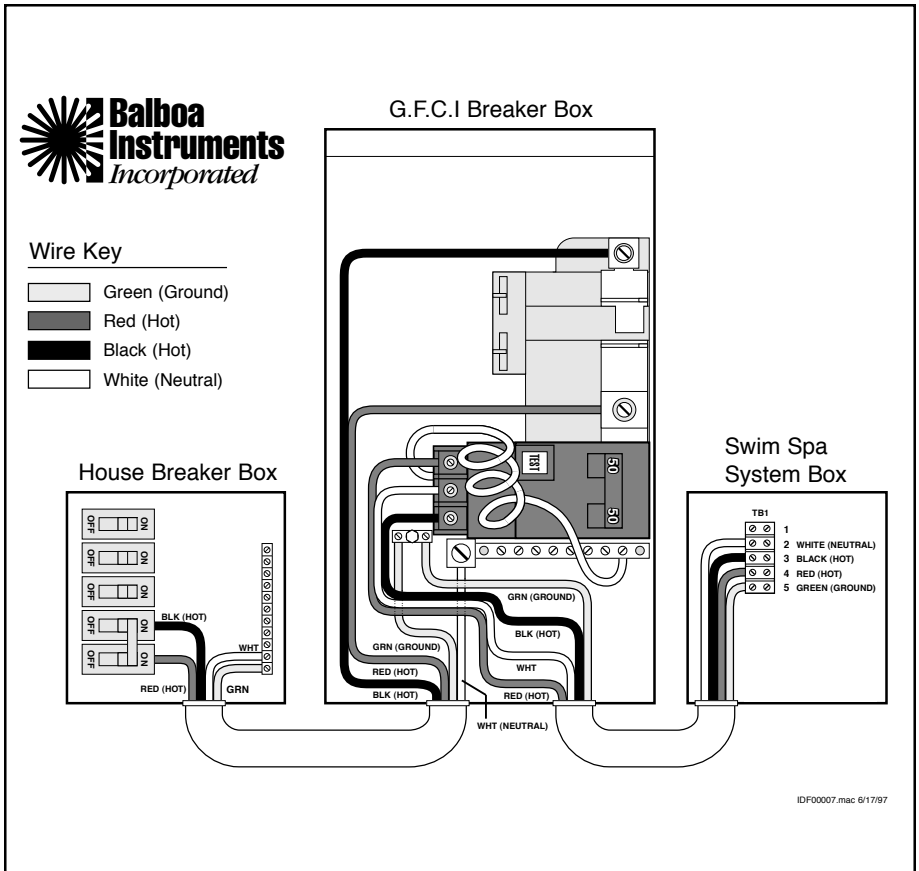 Balboa
Instruments
Incorporated
G.F.C.I Breaker Box
Wire Key
Green (Ground)
Red (Hot)
Black (Hot)
White (Neutral)
TEST
50
50
House Breaker Box
OFF ON
OFF ON
OFF ON
OFF ON
OFF ON
BLK (HOT)
WHT
RED (HOT)
GRN
GRN (GROUND)
BLK (HOT)
GRN (GROUND)
WHT
RED (HOT)
BLK (HOT)
RED (HOT)
WHT (NEUTRAL)
Swim Spa
System Box
TB1
1
2 WHITE (NEUTRAL)
3 BLACK (HOT)
4 RED (HOT)
5 GREEN (GROUND)
IDF00007.mac 6/17/97